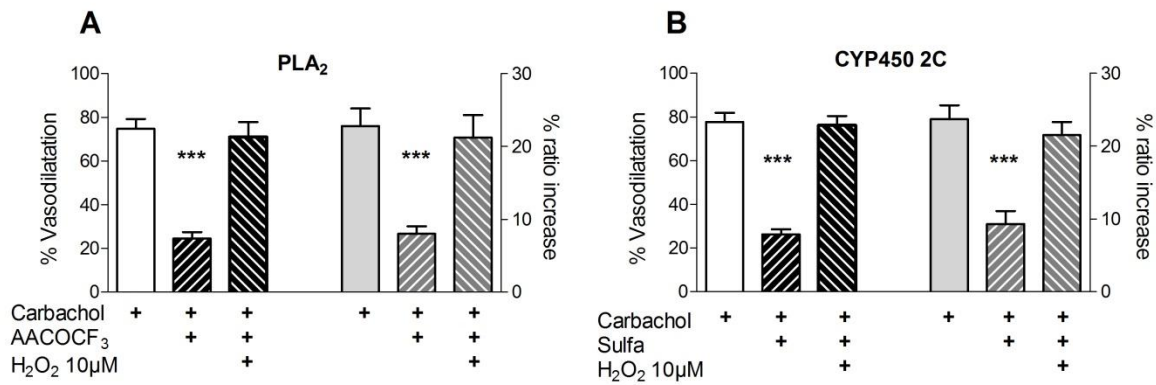 A
PLA₂
% Vasodilatation
100
80
60
40
20
0
***
***
30
20
10
0
% ratio increase
Carbachol + + + + + +
AACOCF₃ + + + +
H₂O₂ 10µM + +
B
CYP450 2C
% Vasodilatation
100
80
60
40
20
0
***
***
30
20
10
0
% ratio increase
Carbachol + + + + + +
Sulfa + + + +
H₂O₂ 10µM + +